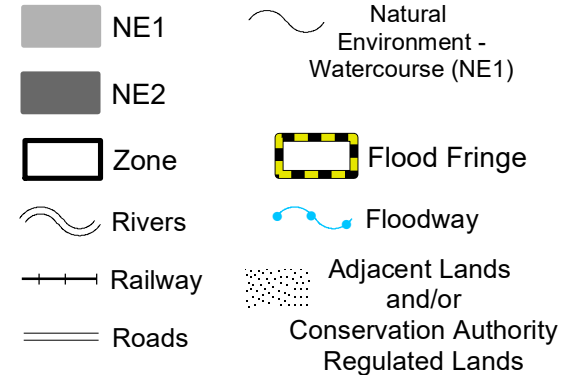 NE1
NE2
Zone
Rivers
Railway
Roads
Natural
Environment -
Watercourse (NE1)
Flood Fringe
Floodway
Adjacent Lands
and/or
Conservation Authority
Regulated Lands